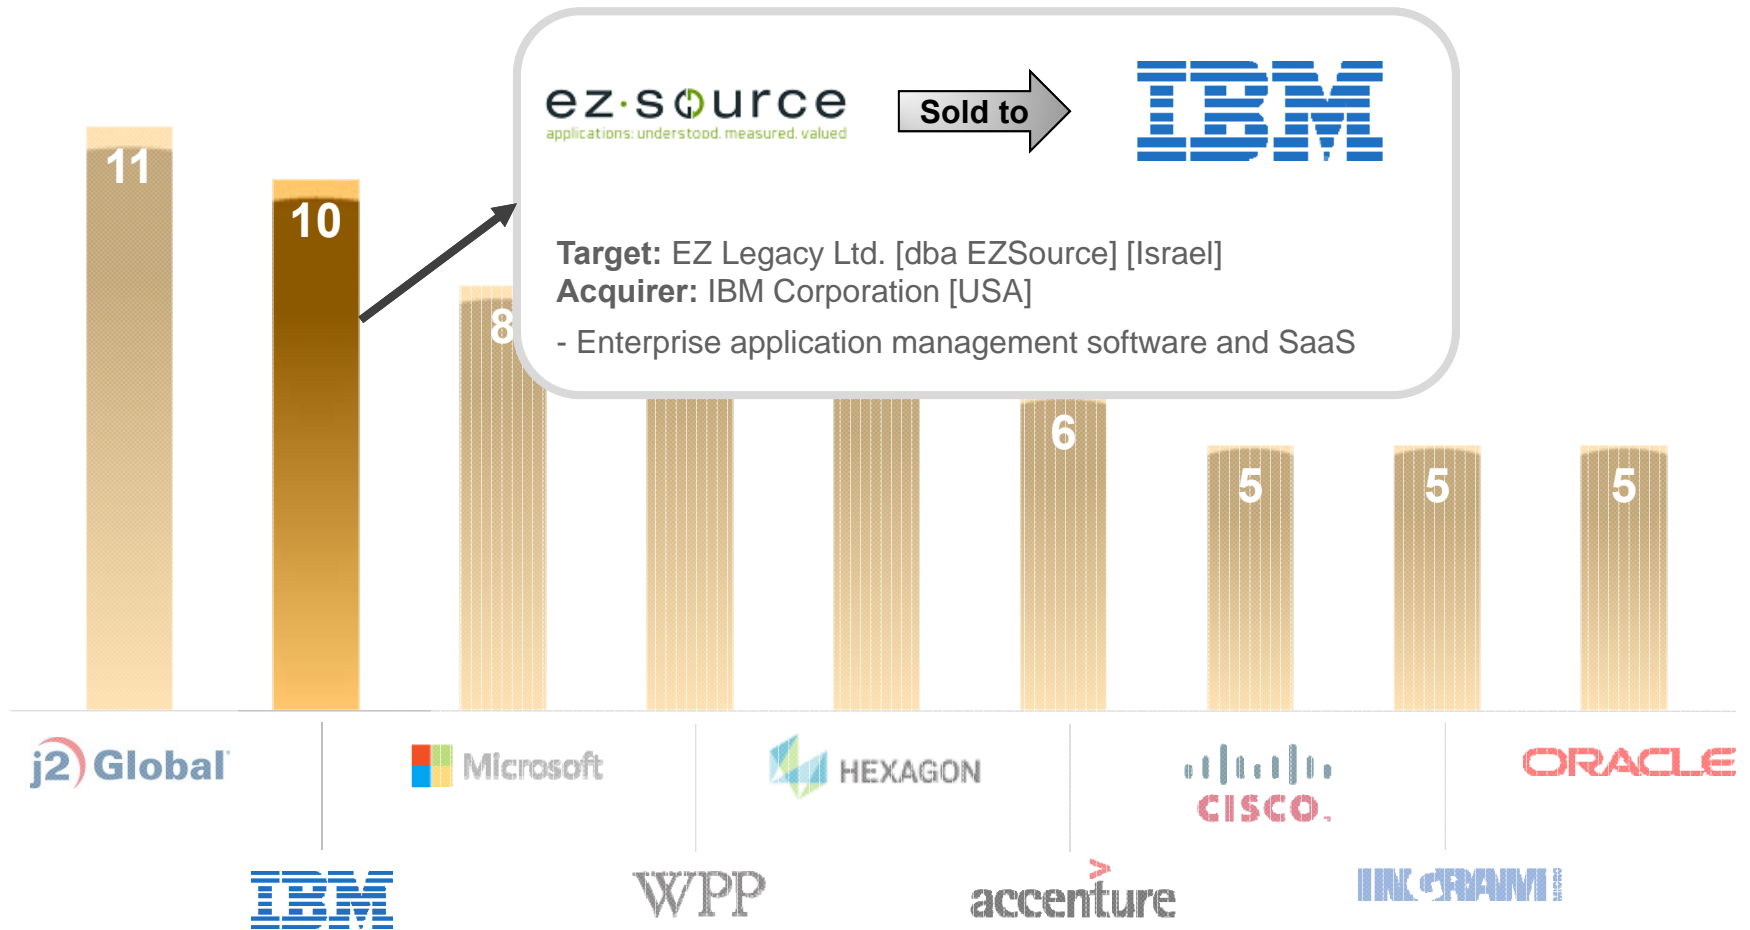 ez·source
applications: understood. measured. valued
Sold to
IBM
Target: EZ Legacy Ltd. [dba EZSource] [Israel]
Acquirer: IBM Corporation [USA]
- Enterprise application management software and SaaS
11
10
8
6
5
5
5
j2 Global
Microsoft
HEXAGON
CISCO.
ORACLE
IBM
WPP
accenture
INGRAM MICRO